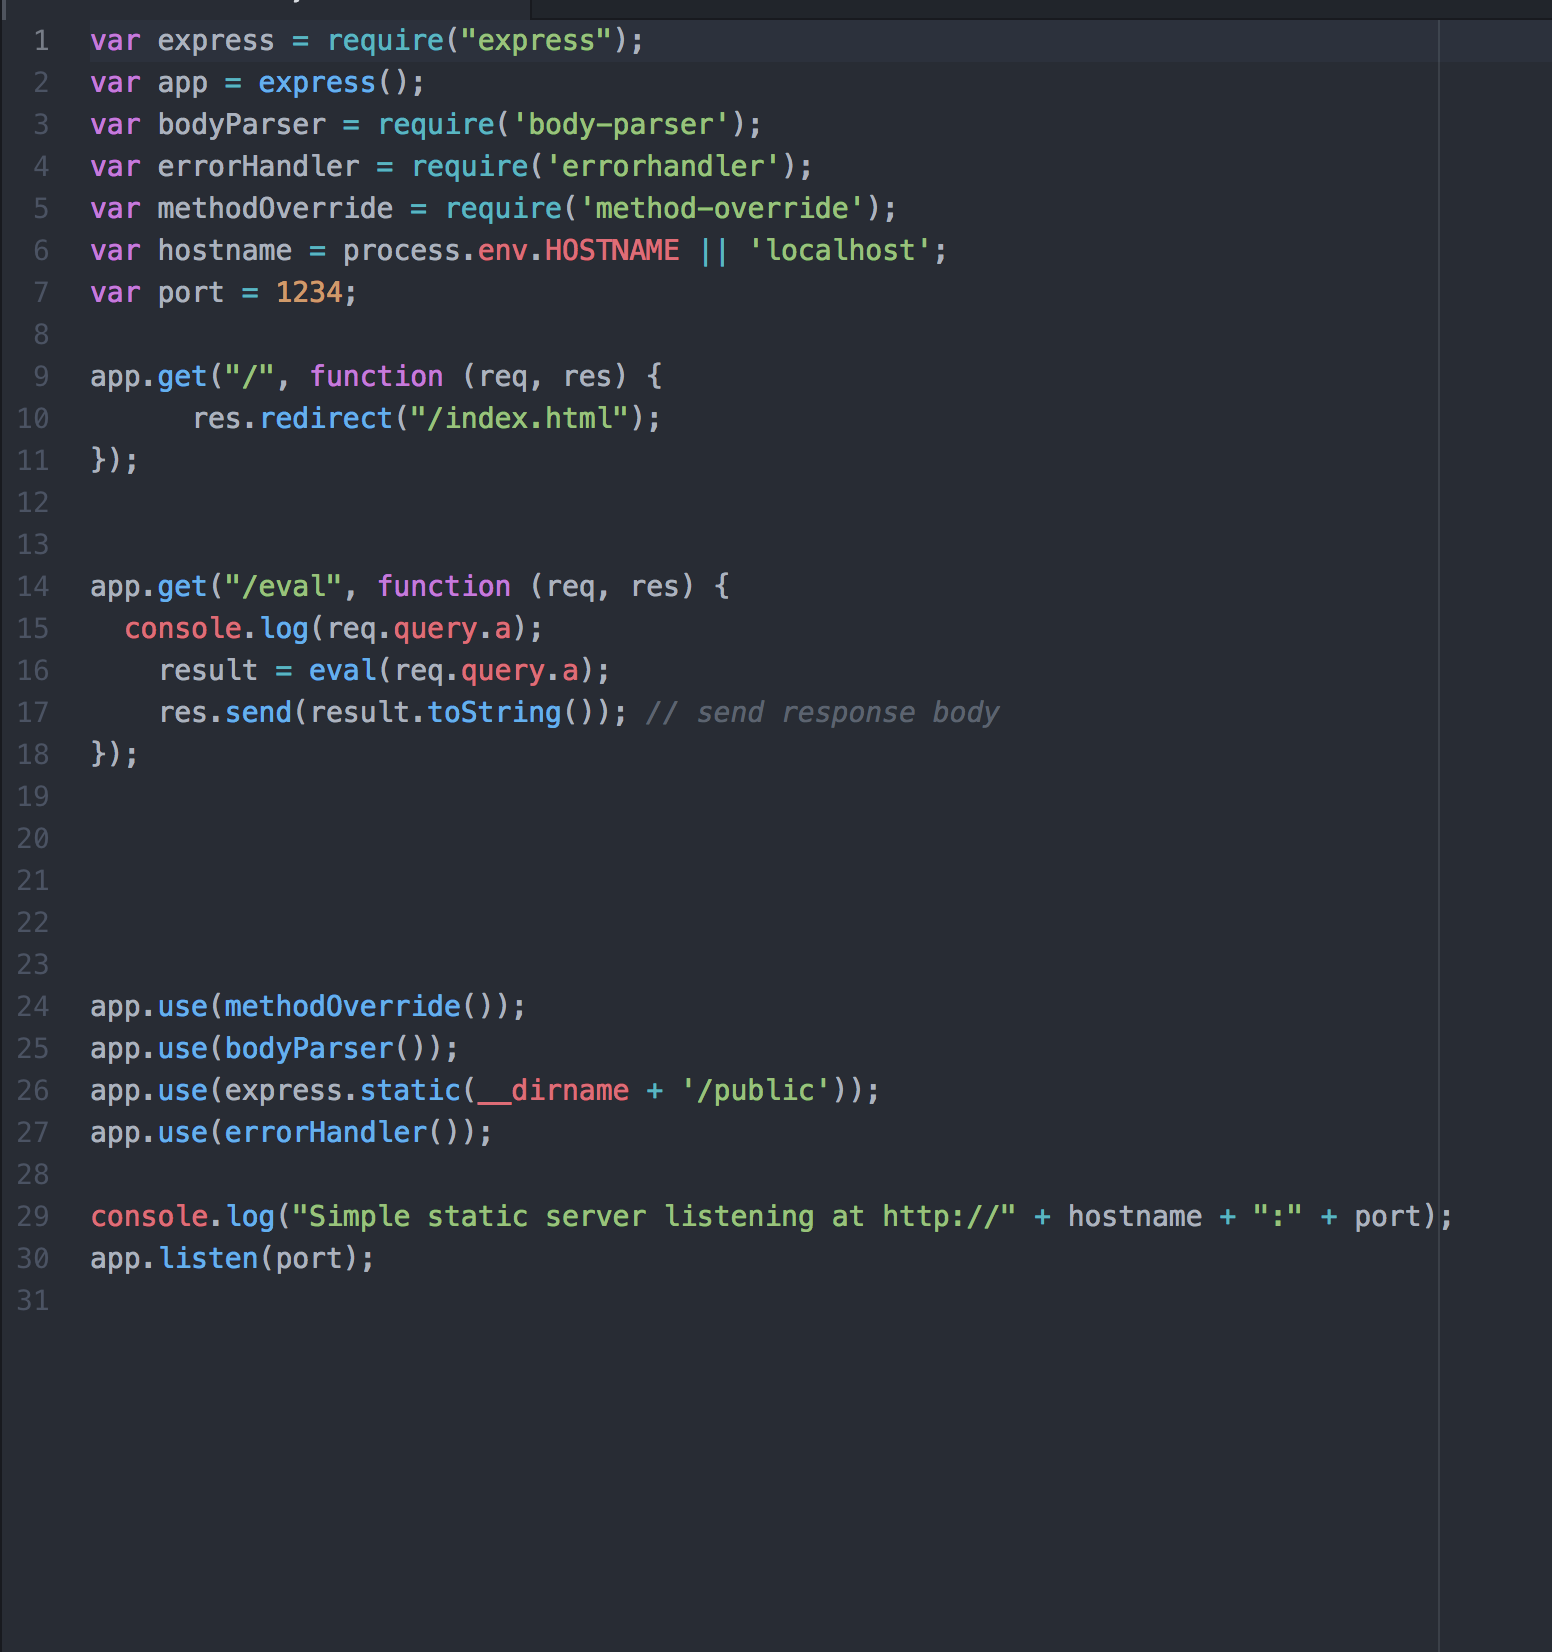 1 var express = require("express");
2 var app = express();
3 var bodyParser = require('body-parser');
4 var errorHandler = require('errorhandler');
5 var methodOverride = require('method-override');
6 var hostname = process.env.HOSTNAME || 'localhost';
7 var port = 1234;
8
9 app.get("/", function (req, res) {
10       res.redirect("/index.html");
11 });
12
13
14 app.get("/eval", function (req, res) {
15   console.log(req.query.a);
16     result = eval(req.query.a);
17     res.send(result.toString()); // send response body
18 });
19
20
21
22
23
24 app.use(methodOverride());
25 app.use(bodyParser());
26 app.use(express.static(__dirname + '/public'));
27 app.use(errorHandler());
28
29 console.log("Simple static server listening at http://" + hostname + ":" + port);
30 app.listen(port);
31